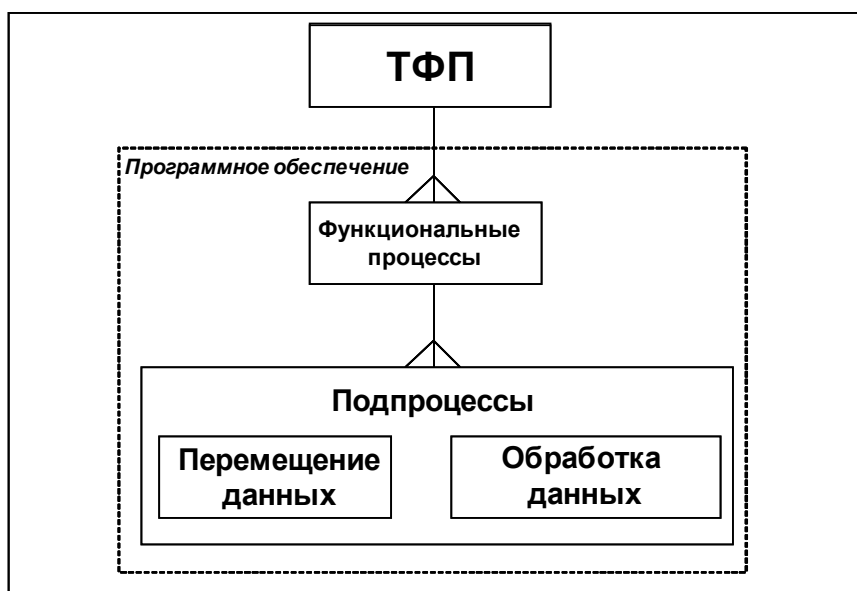 ТФП
Программное обеспечение
Функциональные
процессы
Подпроцессы
Перемещение
данных
Обработка
данных